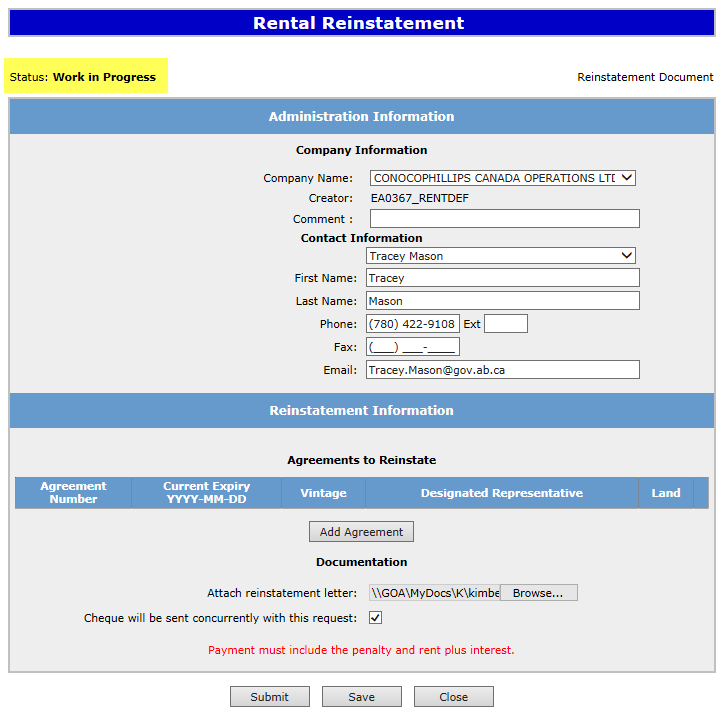 Rental Reinstatement
Status: Work in Progress
Reinstatement Document
Administration Information
Company Information
Company Name: CONOCOPHILLIPS CANADA OPERATIONS LTD
Creator: EA0367_RENTDEF
Comment :
Contact Information
Tracey Mason
First Name: Tracey
Last Name: Mason
Phone: (780) 422-9108 Ext
Fax: (___) ___-____
Email: Tracey.Mason@gov.ab.ca
Reinstatement Information
Agreements to Reinstate
Agreement Number Current Expiry YYYY-MM-DD Vintage Designated Representative Land
Add Agreement
Documentation
Attach reinstatement letter: \\GOA\MyDocs\K\kimbe Browse...
Cheque will be sent concurrently with this request:
Payment must include the penalty and rent plus interest.
Submit Save Close